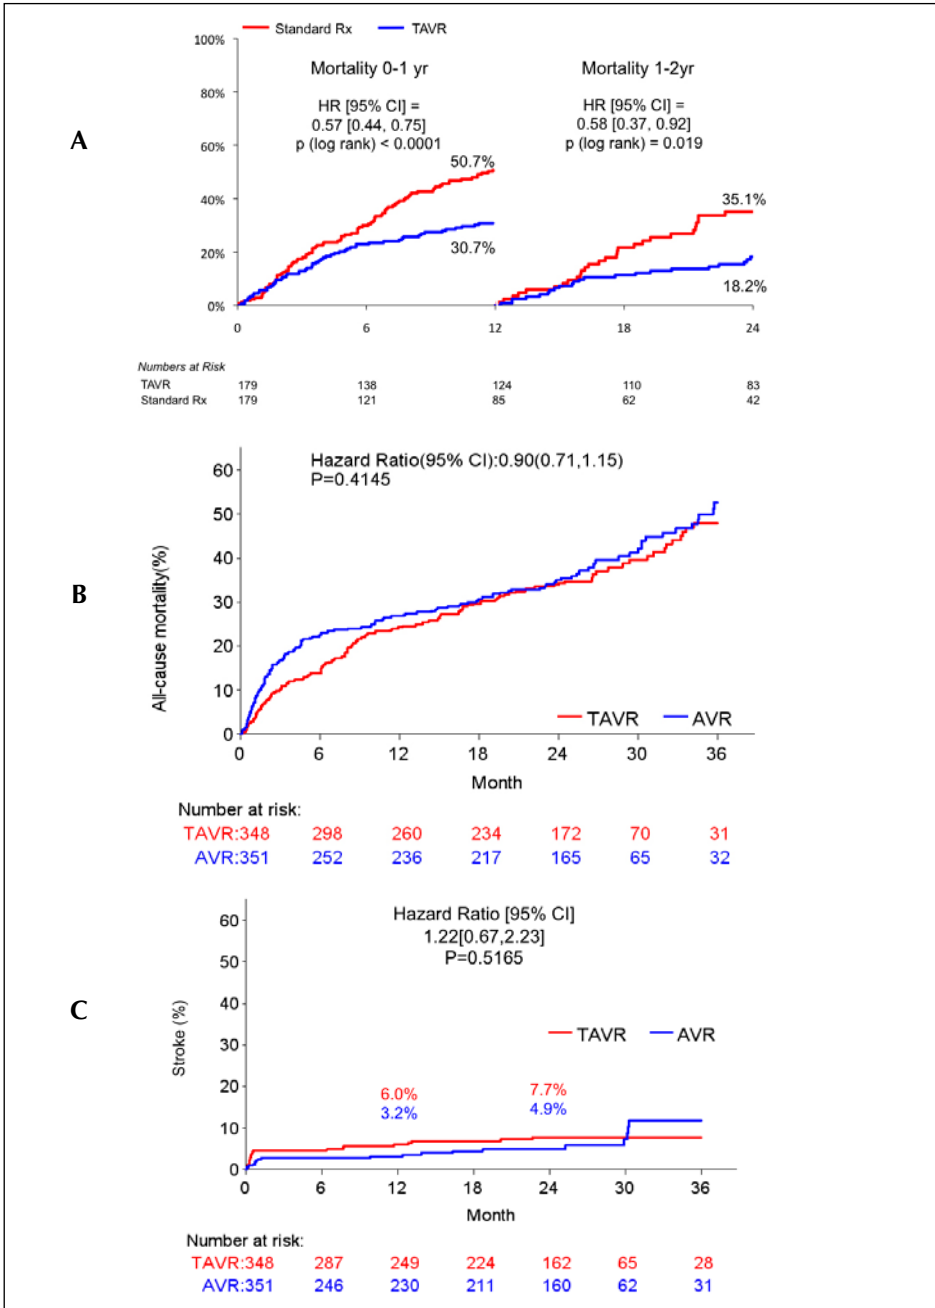 Standard Rx TAVR
100%
80%
60%
40%
20%
0%
Mortality 0-1 yr
HR [95% CI] =
0.57 [0.44, 0.75]
p (log rank) < 0.0001
50.7%
30.7%
Mortality 1-2yr
HR [95% CI] =
0.58 [0.37, 0.92]
p (log rank) = 0.019
35.1%
18.2%
A
0 6 12 18 24
Numbers at Risk
TAVR 179 138 124 110 83
Standard Rx 179 121 85 62 42
Hazard Ratio(95% CI):0.90(0.71,1.15)
P=0.4145
B
All-cause mortality(%)
60
50
40
30
20
10
0
TAVR AVR
0 6 12 18 24 30 36
Month
Number at risk:
TAVR:348 298 260 234 172 70 31
AVR:351 252 236 217 165 65 32
Hazard Ratio [95% CI]
1.22[0.67,2.23]
P=0.5165
C
Stroke (%)
60
50
40
30
20
10
0
TAVR AVR
6.0% 7.7%
3.2% 4.9%
0 6 12 18 24 30 36
Month
Number at risk:
TAVR:348 287 249 224 162 65 28
AVR:351 246 230 211 160 62 31